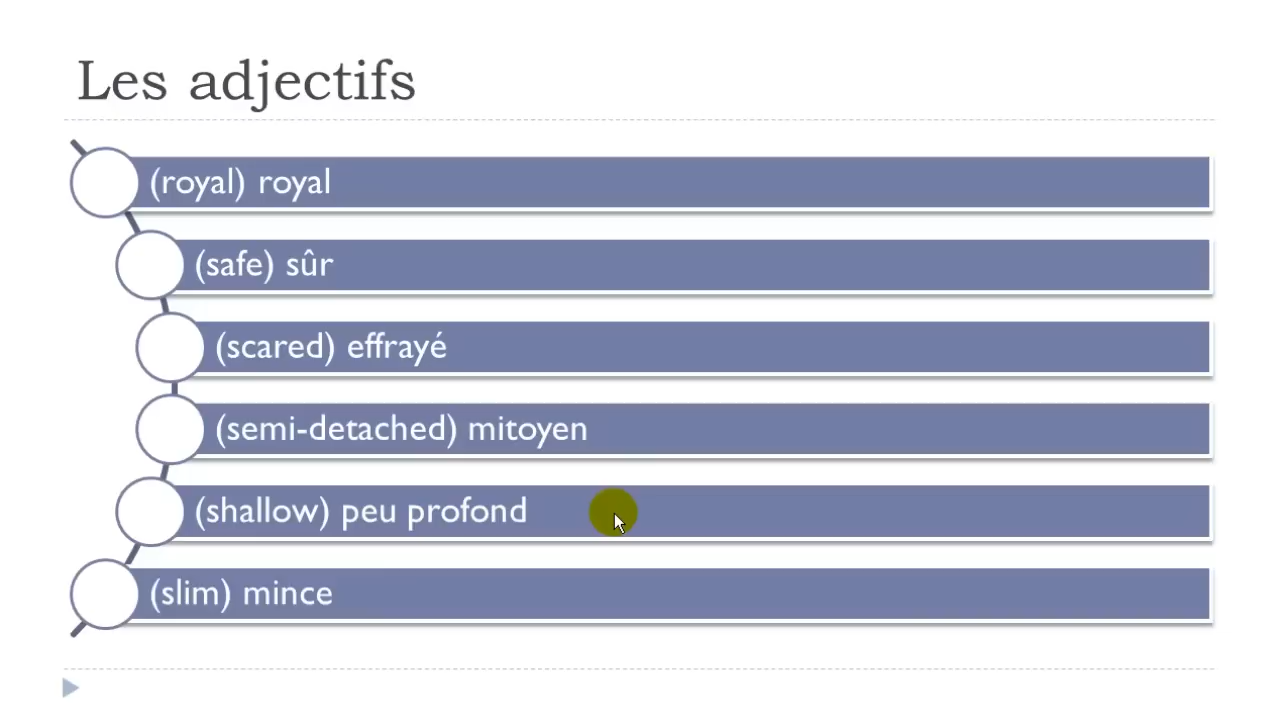 Les adjectifs
(royal) royal
(safe) sûr
(scared) effrayé
(semi-detached) mitoyen
(shallow) peu profond
(slim) mince